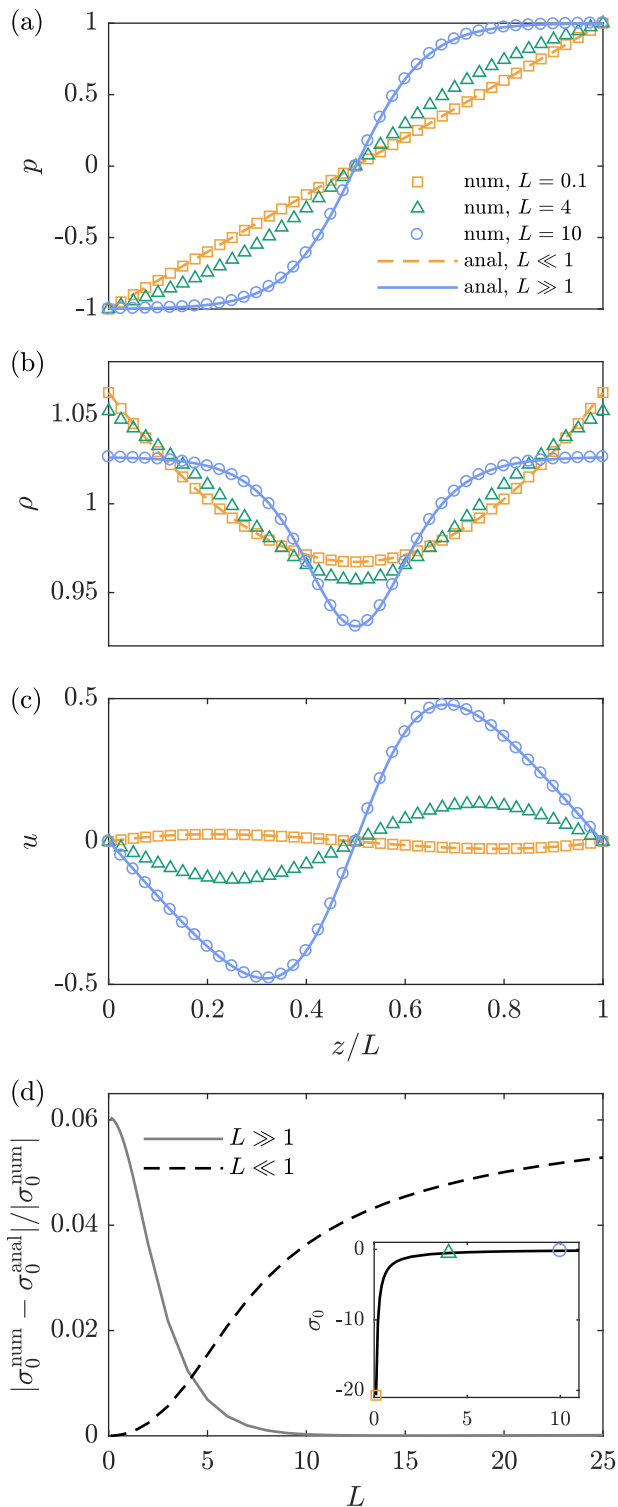 (a)
1
0.5
0
-0.5
-1
p
num, L = 0.1
num, L = 4
num, L = 10
anal, L ≪ 1
anal, L ≫ 1
(b)
1.05
1
0.95
ρ
(c)
0.5
0
-0.5
u
0 0.2 0.4 0.6 0.8 1
z/L
(d)
0.06
0.04
0.02
0
|σ₀ⁿᵘᵐ − σ₀ᵃⁿᵃˡ|/|σ₀ⁿᵘᵐ|
L ≫ 1
L ≪ 1
0
-10
-20
σ₀
0 5 10
0 5 10 15 20 25
L